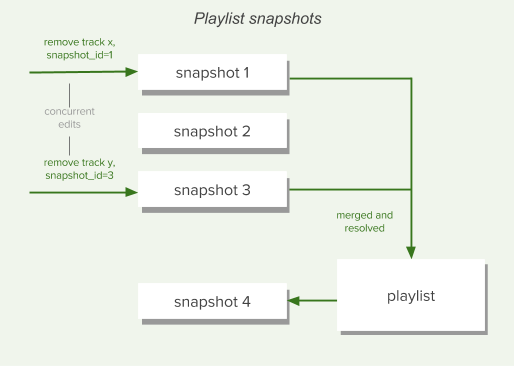 Playlist snapshots
remove track x,
snapshot_id=1
snapshot 1
concurrent
edits
snapshot 2
remove track y,
snapshot_id=3
snapshot 3
merged and
resolved
snapshot 4
playlist